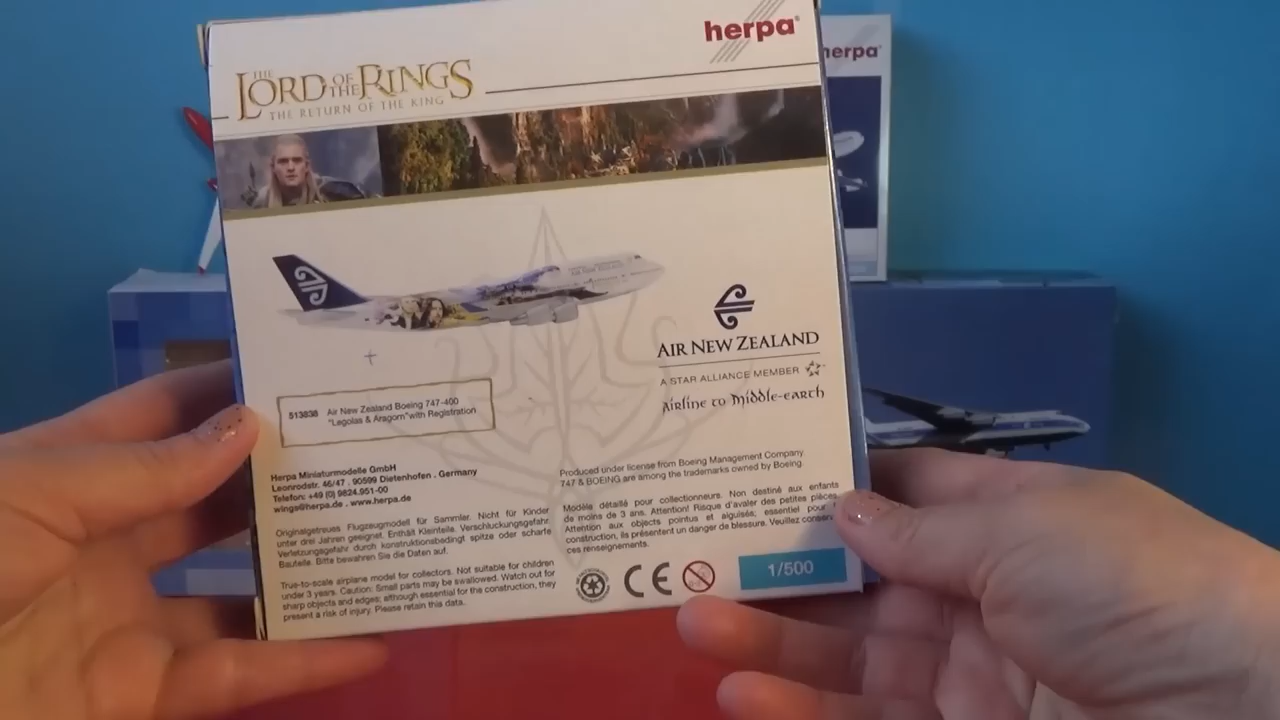 herpa
THE
LORD OF THE RINGS
THE RETURN OF THE KING
herpa
AIR NEW ZEALAND
AIR NEW ZEALAND
A STAR ALLIANCE MEMBER
AIRLINE TO MIDDLE-EARTH
513838 Air New Zealand Boeing 747-400
"Legolas & Aragorn" with Registration
Herpa Miniaturmodelle GmbH
Leonrodstr. 46/47 . 90599 Dietenhofen . Germany
Telefon: +49 (0) 9824.951-00
wings@herpa.de . www.herpa.de
Originalgetreues Flugzeugmodell für Sammler. Nicht für Kinder
unter drei Jahren geeignet. Enthält Kleinteile. Verschluckungsgefahr.
Verletzungsgefahr durch konstruktionsbedingt spitze oder scharfe
Bauteile. Bitte bewahren Sie die Daten auf.
True-to-scale airplane model for collectors. Not suitable for children
under 3 years. Caution: Small parts may be swallowed. Watch out for
sharp objects and edges; although essential for the construction, they
present a risk of injury. Please retain this data.
Produced under license from Boeing Management Company
747 & BOEING are among the trademarks owned by Boeing
Modèle détaillé pour collectionneurs. Non destiné aux enfants
de moins de 3 ans. Attention! Risque d'avaler des petites pièces.
Attention aux objets pointus et aiguisés; essentiel pour
construction, ils présentent un danger de blessure. Veuillez
ces renseignements.
CE
0-3
1/500